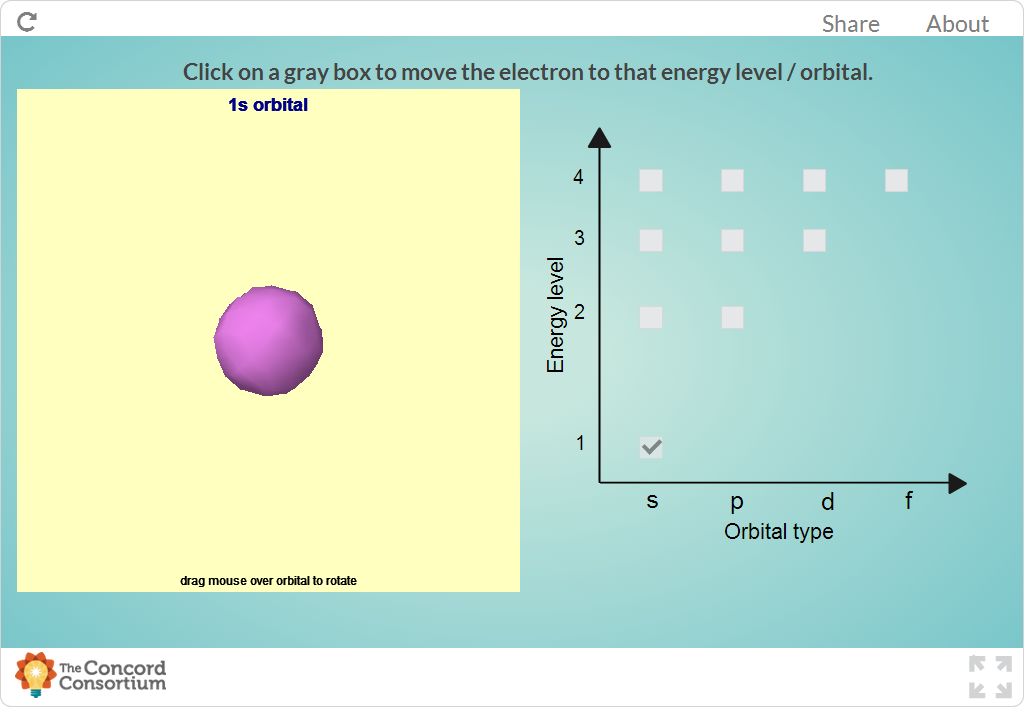 Share About
Click on a gray box to move the electron to that energy level / orbital.
1s orbital
4
3
2
1
Energy level
s p d f
Orbital type
drag mouse over orbital to rotate
The Concord
Consortium